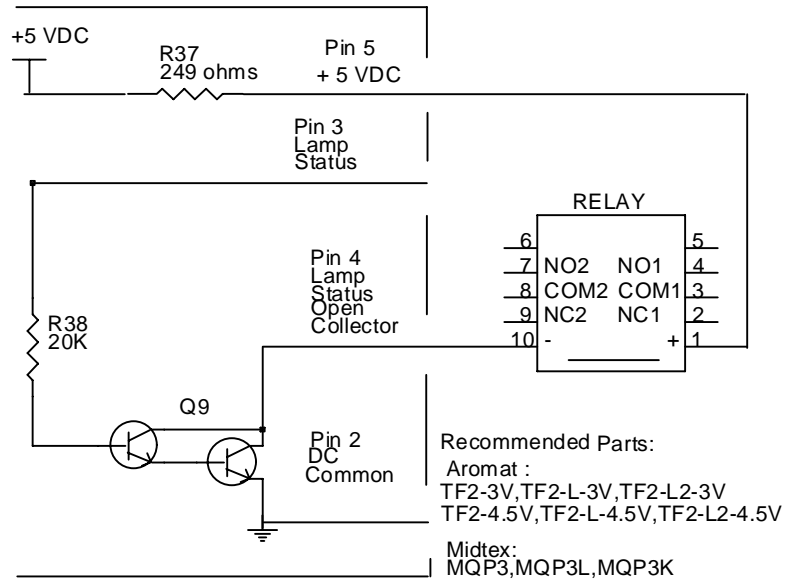 +5 VDC
R37
249 ohms
Pin 5
+ 5 VDC
Pin 3
Lamp
Status
RELAY
6
5
7 NO2 NO1 4
8 COM2 COM1 3
9 NC2 NC1 2
10 - + 1
Pin 4
Lamp
Status
Open
Collector
R38
20K
Q9
Pin 2
DC
Common
Recommended Parts:
Aromat :
TF2-3V,TF2-L-3V,TF2-L2-3V
TF2-4.5V,TF2-L-4.5V,TF2-L2-4.5V
Midtex:
MQP3,MQP3L,MQP3K